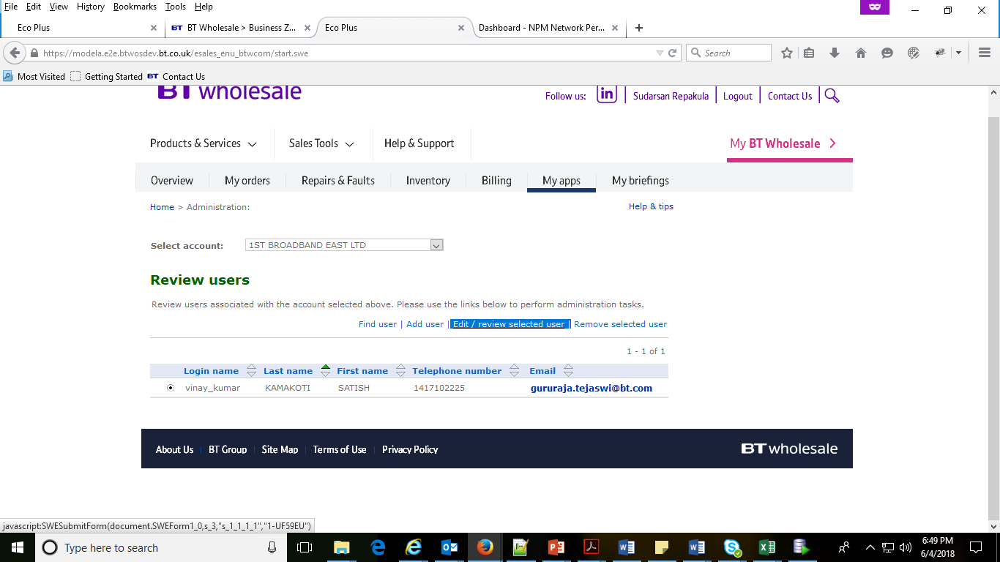 File Edit View History Bookmarks Tools Help
Eco Plus × BT BT Wholesale > Business Z... × Eco Plus × Dashboard - NPM Network Per... × +
https://modela.e2e.btwosdev.bt.co.uk/esales_enu_btwcom/start.swe Search
Most Visited Getting Started BT Contact Us
BT wholesale
Follow us: in Sudarsan Repakula Logout Contact Us
Products & Services Sales Tools Help & Support My BT Wholesale
Overview My orders Repairs & Faults Inventory Billing My apps My briefings
Home > Administration: Help & tips
Select account: 1ST BROADBAND EAST LTD
Review users
Review users associated with the account selected above. Please use the links below to perform administration tasks.
Find user | Add user | Edit / review selected user | Remove selected user
1 - 1 of 1
Login name Last name First name Telephone number Email
vinay_kumar KAMAKOTI SATISH 1417102225 gururaja.tejaswi@bt.com
About Us BT Group Site Map Terms of Use Privacy Policy BT wholesale
javascript:SWESubmitForm(document.SWEForm1_0,s_3,"s_1_1_1_1","1-UF59EU")
Type here to search
6:49 PM
6/4/2018